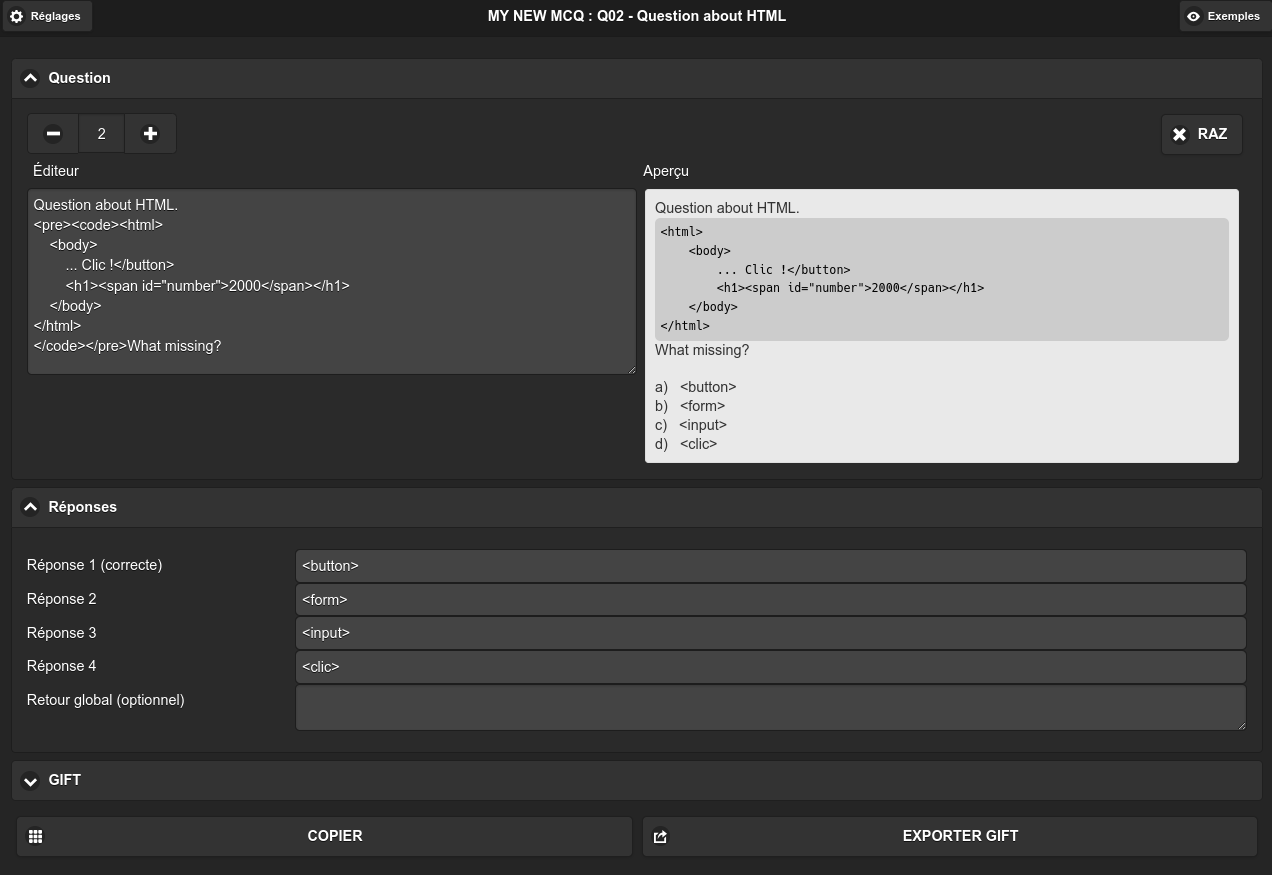 Réglages
MY NEW MCQ : Q02 - Question about HTML
Exemples
Question
2
RAZ
Éditeur
Aperçu
Question about HTML.
<pre><code><html>
    <body>
        ... Clic !</button>
        <h1><span id="number">2000</span></h1>
    </body>
</html>
</code></pre>What missing?
Question about HTML.
<html>
    <body>
        ... Clic !</button>
        <h1><span id="number">2000</span></h1>
    </body>
</html>
What missing?
a) <button>
b) <form>
c) <input>
d) <clic>
Réponses
Réponse 1 (correcte)
<button>
Réponse 2
<form>
Réponse 3
<input>
Réponse 4
<clic>
Retour global (optionnel)
GIFT
COPIER
EXPORTER GIFT